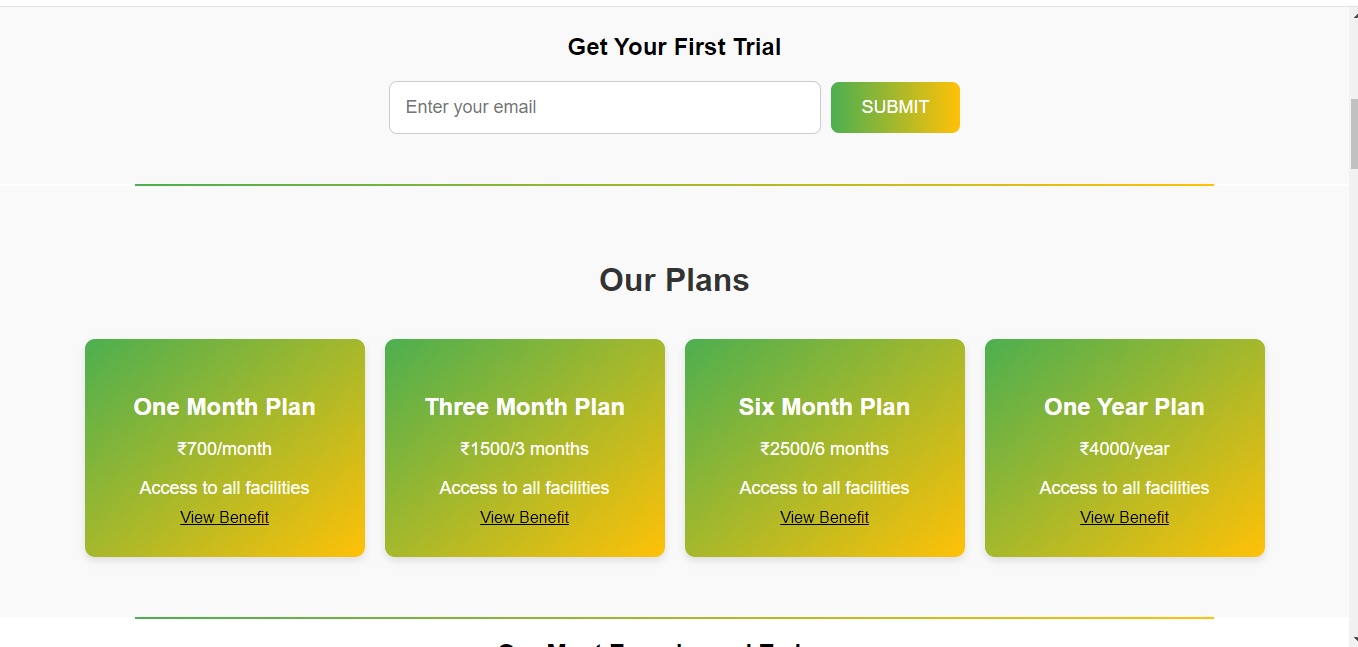 Get Your First Trial
Enter your email
SUBMIT
Our Plans
One Month Plan
₹700/month
Access to all facilities
View Benefit
Three Month Plan
₹1500/3 months
Access to all facilities
View Benefit
Six Month Plan
₹2500/6 months
Access to all facilities
View Benefit
One Year Plan
₹4000/year
Access to all facilities
View Benefit